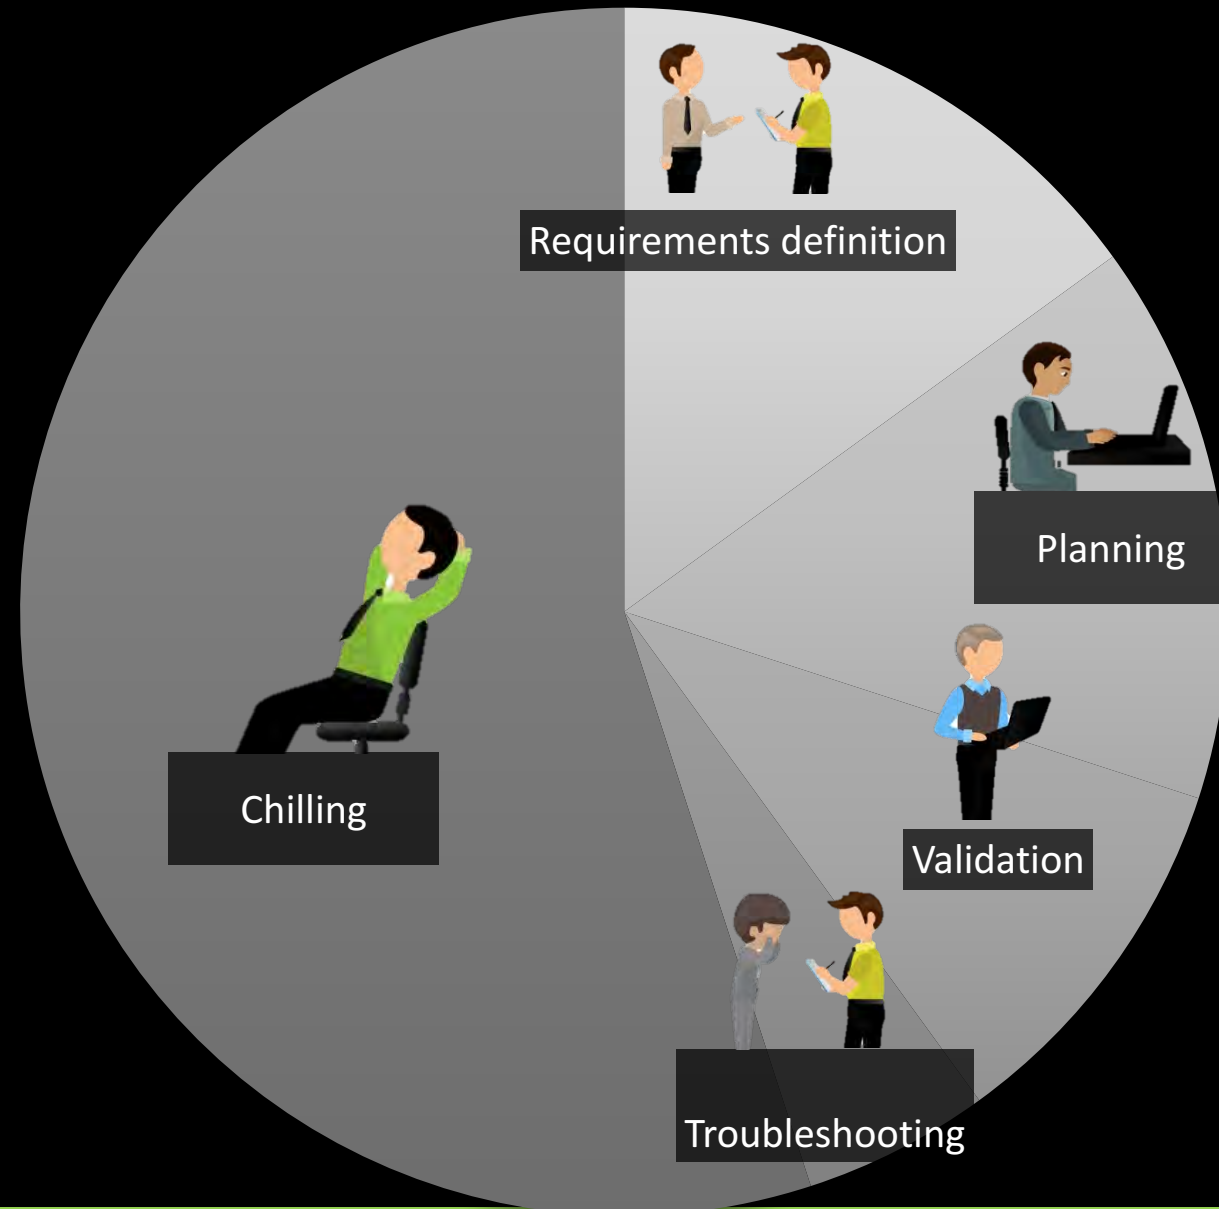 Requirements definition
Planning
Chilling
Validation
Troubleshooting